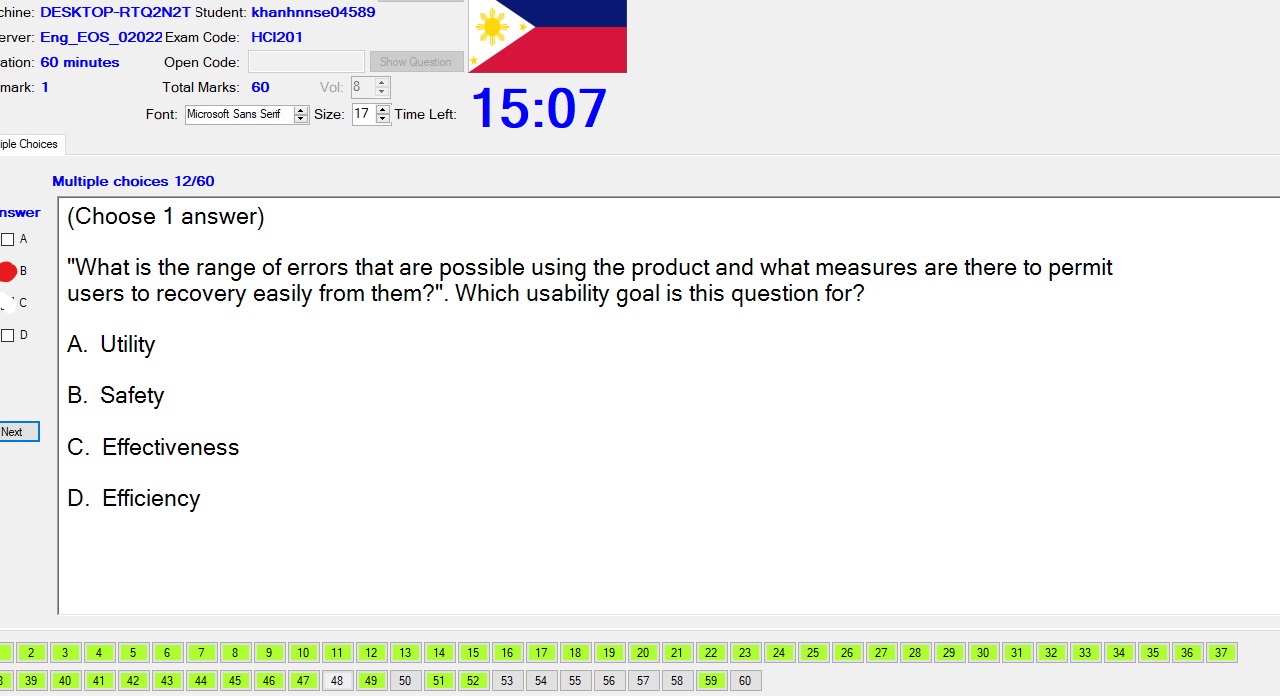 chine: DESKTOP-RTQ2N2T Student: khanhnnse04589
erver: Eng_EOS_02022 Exam Code: HCI201
ation: 60 minutes Open Code: Show Question
mark: 1 Total Marks: 60 Vol: 8
Font: Microsoft Sans Serif Size: 17 Time Left: 15:07
iple Choices
Multiple choices 12/60
nswer
A
B
C
D
Next
(Choose 1 answer)
"What is the range of errors that are possible using the product and what measures are there to permit
users to recovery easily from them?". Which usability goal is this question for?
A. Utility
B. Safety
C. Effectiveness
D. Efficiency
2 3 4 5 6 7 8 9 10 11 12 13 14 15 16 17 18 19 20 21 22 23 24 25 26 27 28 29 30 31 32 33 34 35 36 37
8 39 40 41 42 43 44 45 46 47 48 49 50 51 52 53 54 55 56 57 58 59 60